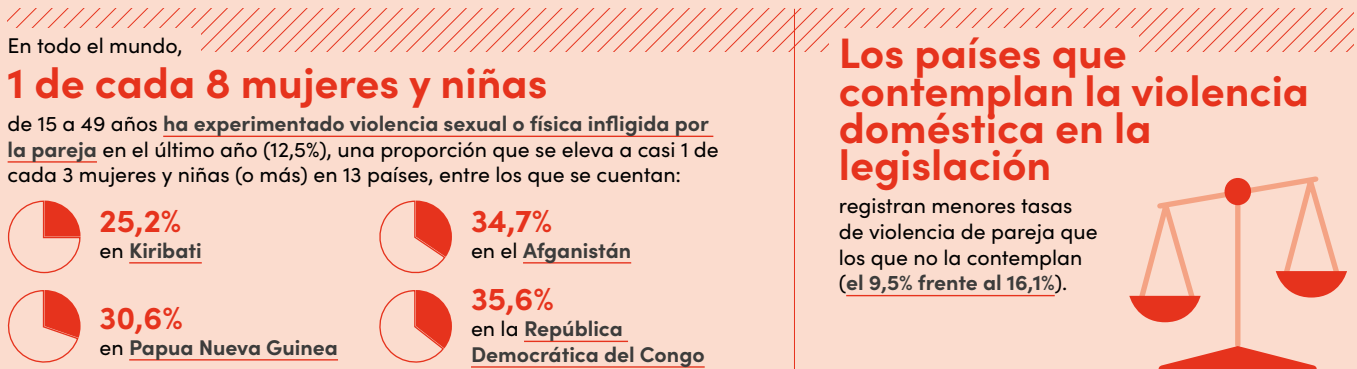 En todo el mundo,
1 de cada 8 mujeres y niñas
de 15 a 49 años ha experimentado violencia sexual o física infligida por
la pareja en el último año (12,5%), una proporción que se eleva a casi 1 de
cada 3 mujeres y niñas (o más) en 13 países, entre los que se cuentan:
25,2%
en Kiribati
34,7%
en el Afganistán
30,6%
en Papua Nueva Guinea
35,6%
en la República
Democrática del Congo
Los países que
contemplan la violencia
doméstica en la
legislación
registran menores tasas
de violencia de pareja que
los que no la contemplan
(el 9,5% frente al 16,1%).